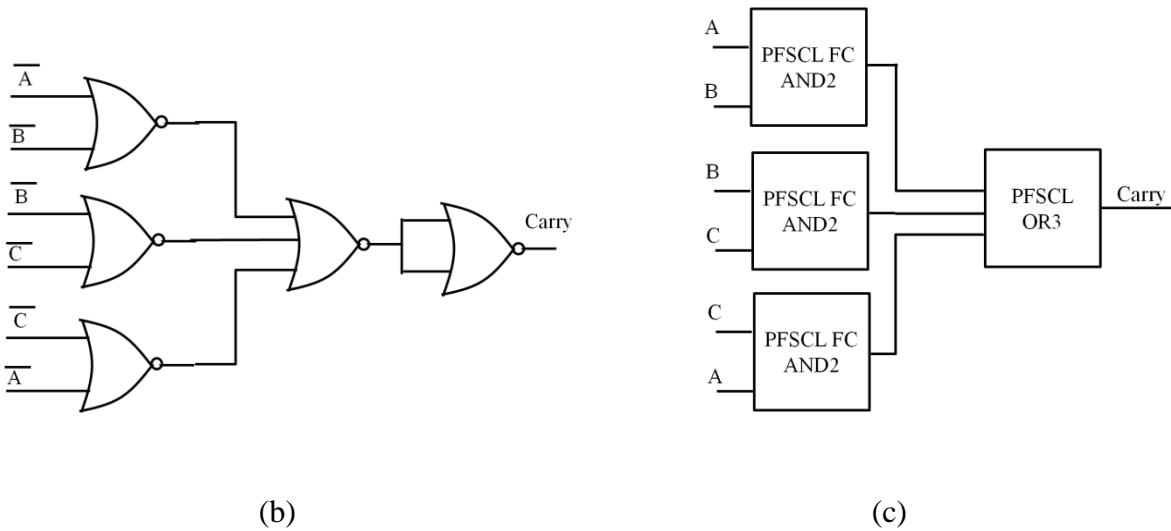 A̅
B̅
B̅
C̅
C̅
A̅
Carry
(b)
A
B
PFSCL FC
AND2
B
C
PFSCL FC
AND2
C
A
PFSCL FC
AND2
PFSCL
OR3
Carry
(c)